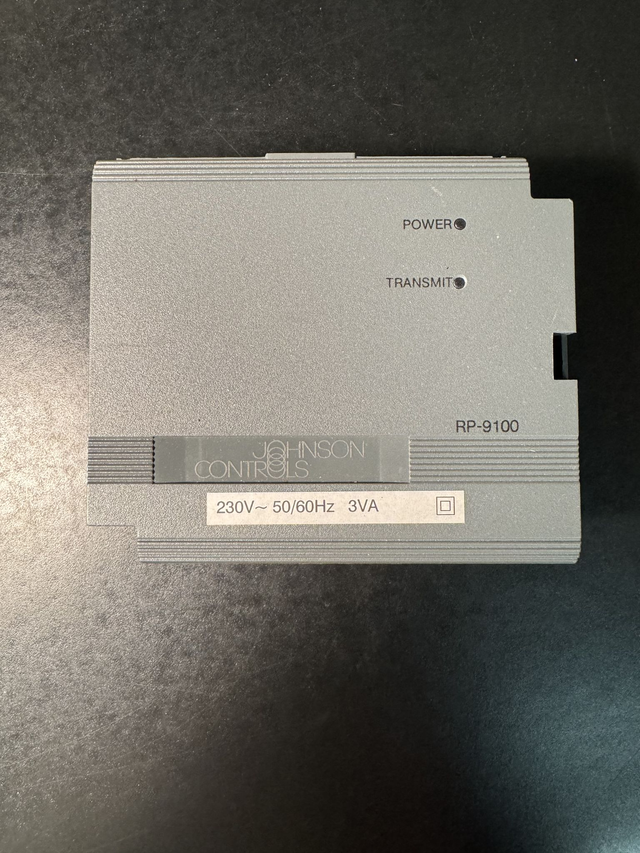 POWER
TRANSMIT
RP-9100
JOHNSON
CONTROLS
230V~ 50/60Hz 3VA